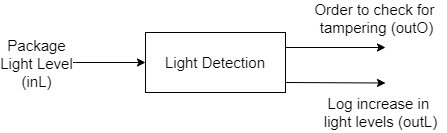 Package
Light Level
(inL)
Light Detection
Order to check for
tampering (outO)
Log increase in
light levels (outL)